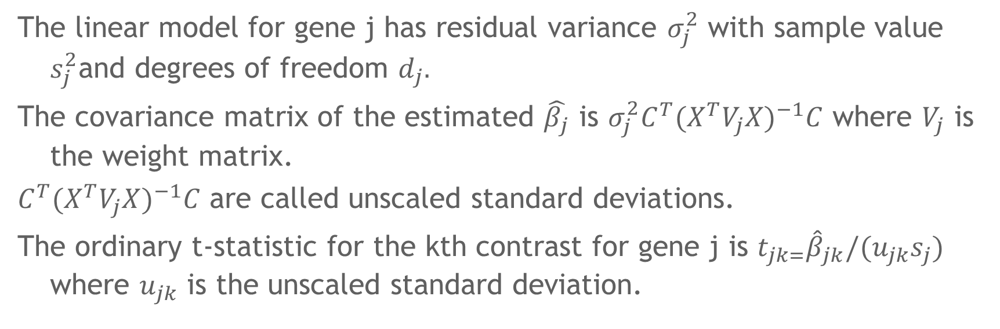 The linear model for gene j has residual variance $\sigma_j^2$ with sample value
$s_j^2$ and degrees of freedom $d_j$.
The covariance matrix of the estimated $\widehat{\beta_j}$ is $\sigma_j^2 C^T(X^T V_j X)^{-1} C$ where $V_j$ is
the weight matrix.
$C^T(X^T V_j X)^{-1} C$ are called unscaled standard deviations.
The ordinary t-statistic for the kth contrast for gene j is $t_{jk=}\hat{\beta}_{jk}/(u_{jk} s_j)$
where $u_{jk}$ is the unscaled standard deviation.